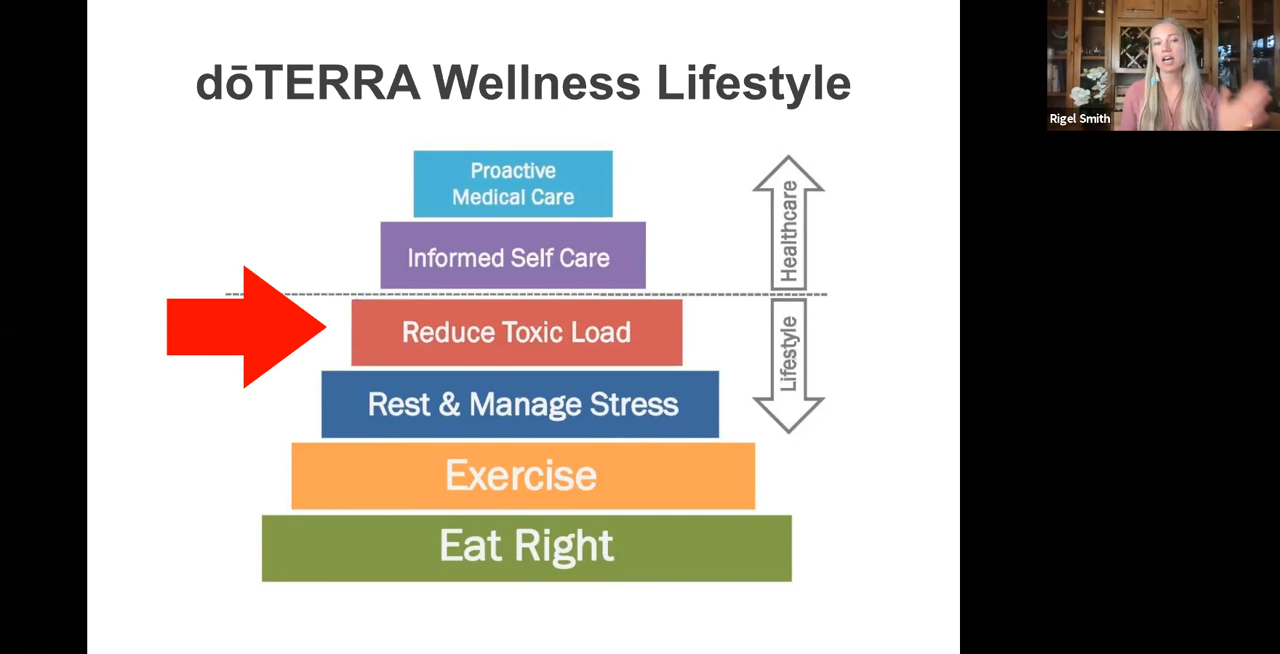 dōTERRA Wellness Lifestyle
Rigel Smith
Proactive
Medical Care
Informed Self Care
Healthcare
Reduce Toxic Load
Lifestyle
Rest & Manage Stress
Exercise
Eat Right